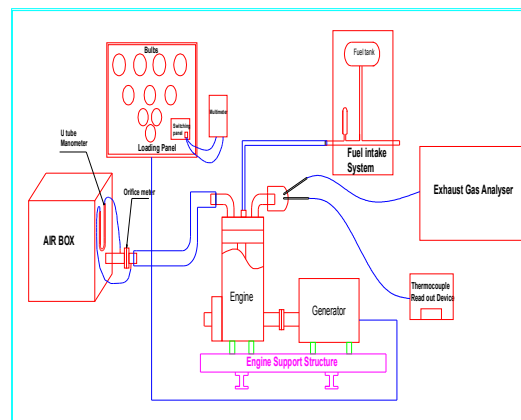 Bulbs
Fuel tank
Switching
panel
Multimeter
Loading Panel
U tube
Manometer
Orifice meter
Fuel intake
System
Exhaust Gas Analyser
AIR BOX
Engine
Generator
Thermocouple
Read out Device
Engine Support Structure